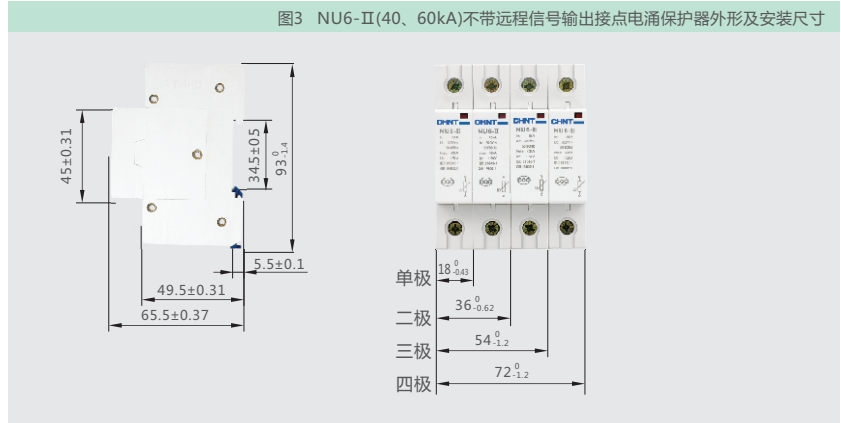 图3 NU6-Ⅱ(40、60kA)不带远程信号输出接点电涌保护器外形及安装尺寸
45±0.31
34.5±0.5
93 0 -1.4
5.5±0.1
49.5±0.31
65.5±0.37
CHNT CHNT CHNT CHNT
NU6-Ⅱ NU6-Ⅱ NU6-Ⅱ NU6-Ⅱ
单极 18 0 -0.43
二极 36 0 -0.62
三极 54 0 -1.2
四极 72 0 -1.2